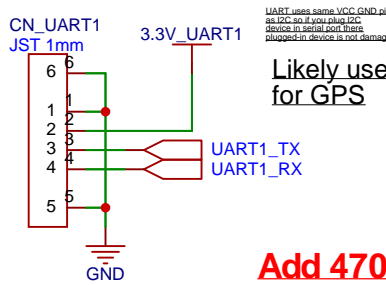 CN_UART1
JST 1mm
3.3V_UART1
UART uses same VCC GND pi
as I2C so if you plug I2C
device in serial port there
plugged-in device is not damag
Likely use
for GPS
6 6
1 1
2 2
3 3
4 4
5 5
UART1_TX
UART1_RX
GND
Add 470